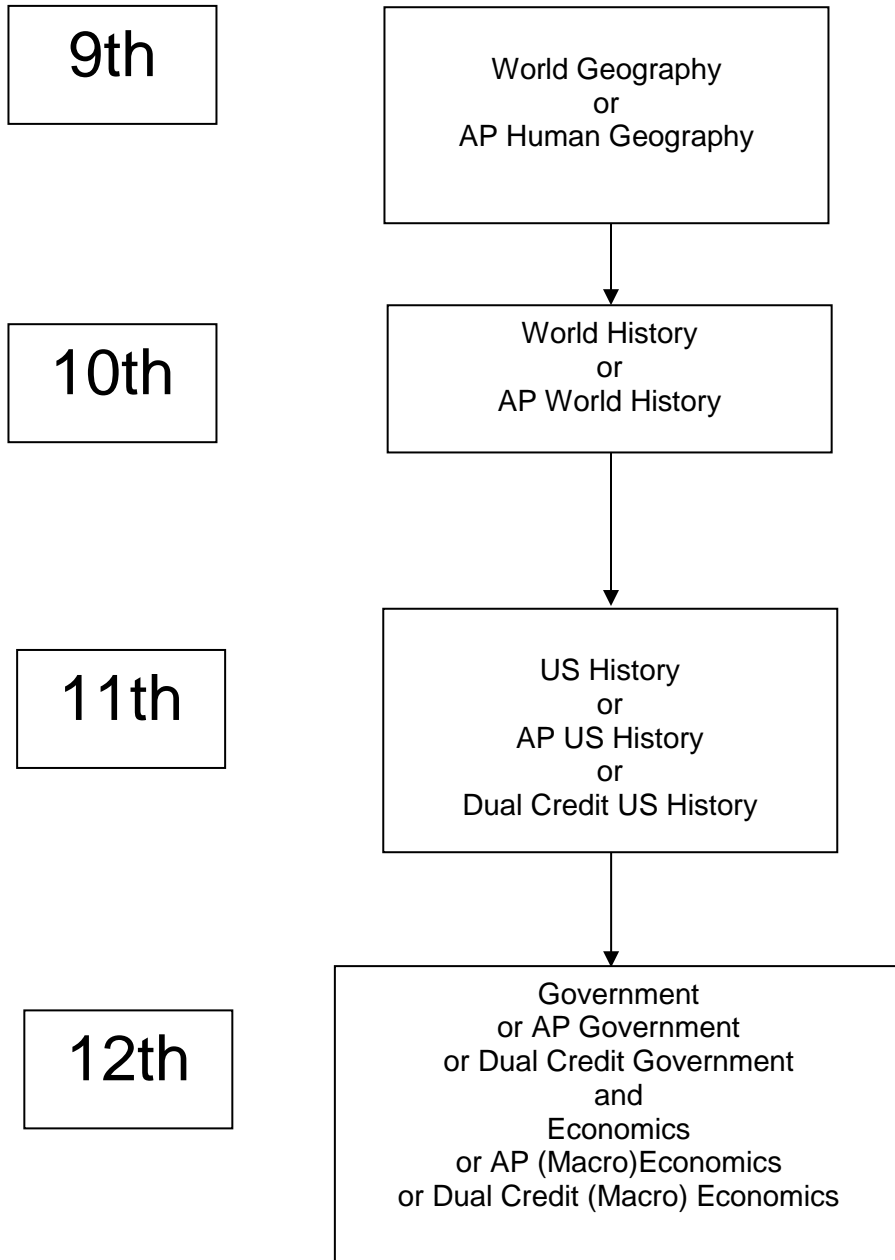 9th
World Geography
or
AP Human Geography
10th
World History
or
AP World History
11th
US History
or
AP US History
or
Dual Credit US History
12th
Government
or AP Government
or Dual Credit Government
and
Economics
or AP (Macro)Economics
or Dual Credit (Macro) Economics